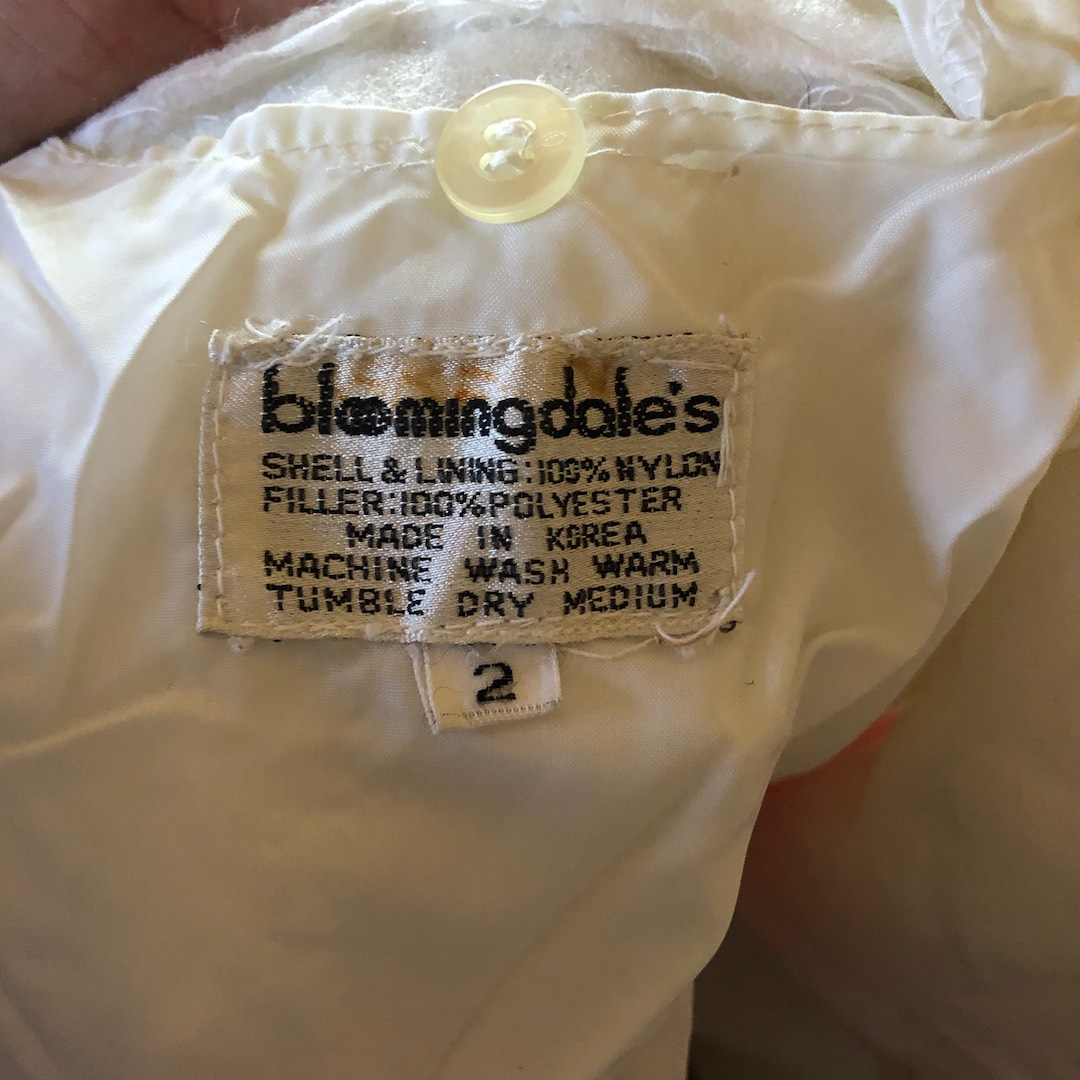 bloomingdale's
SHELL & LINING:100% NYLON
FILLER:100% POLYESTER
MADE IN KOREA
MACHINE WASH WARM
TUMBLE DRY MEDIUM
2